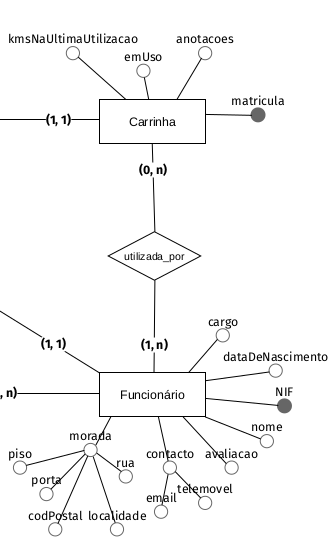 kmsNaUltimaUtilizacao
anotacoes
emUso
matricula
(1, 1)
Carrinha
(0, n)
utilizada_por
(1, 1)
(1, n)
cargo
dataDeNascimento
, n)
Funcionário
NIF
nome
morada
piso
rua
contacto
avaliacao
porta
email
telemovel
codPostal
localidade